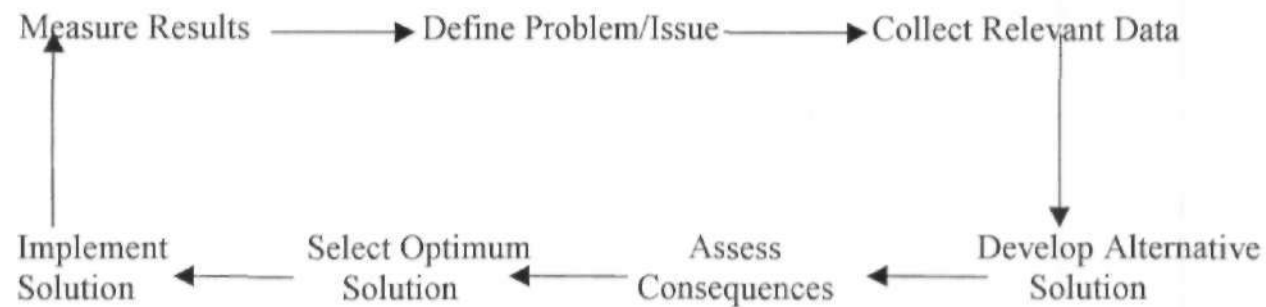 Measure Results Define Problem/Issue Collect Relevant Data
Implement Select Optimum Assess Develop Alternative
Solution Solution Consequences Solution